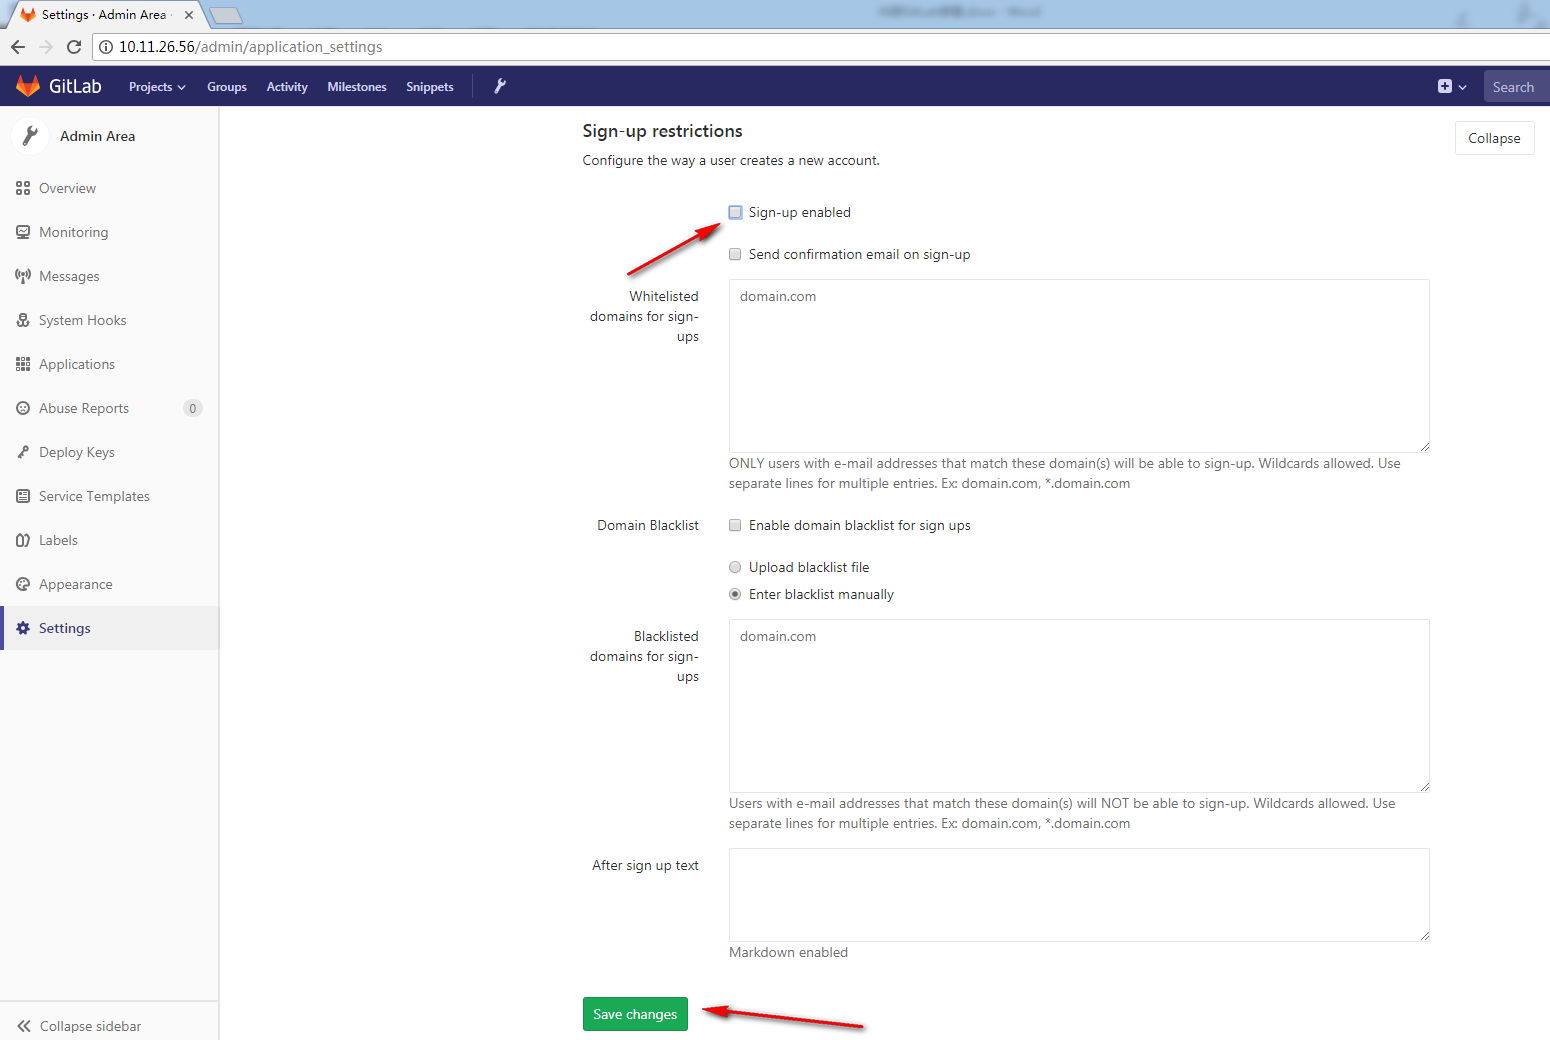 Settings · Admin Area ·
10.11.26.56/admin/application_settings
GitLab
Projects
Groups
Activity
Milestones
Snippets
Search
Admin Area
Overview
Monitoring
Messages
System Hooks
Applications
Abuse Reports
0
Deploy Keys
Service Templates
Labels
Appearance
Settings
Collapse sidebar
Sign-up restrictions
Collapse
Configure the way a user creates a new account.
Sign-up enabled
Send confirmation email on sign-up
Whitelisted
domains for sign-
ups
domain.com
ONLY users with e-mail addresses that match these domain(s) will be able to sign-up. Wildcards allowed. Use
separate lines for multiple entries. Ex: domain.com, *.domain.com
Domain Blacklist
Enable domain blacklist for sign ups
Upload blacklist file
Enter blacklist manually
Blacklisted
domains for sign-
ups
domain.com
Users with e-mail addresses that match these domain(s) will NOT be able to sign-up. Wildcards allowed. Use
separate lines for multiple entries. Ex: domain.com, *.domain.com
After sign up text
Markdown enabled
Save changes